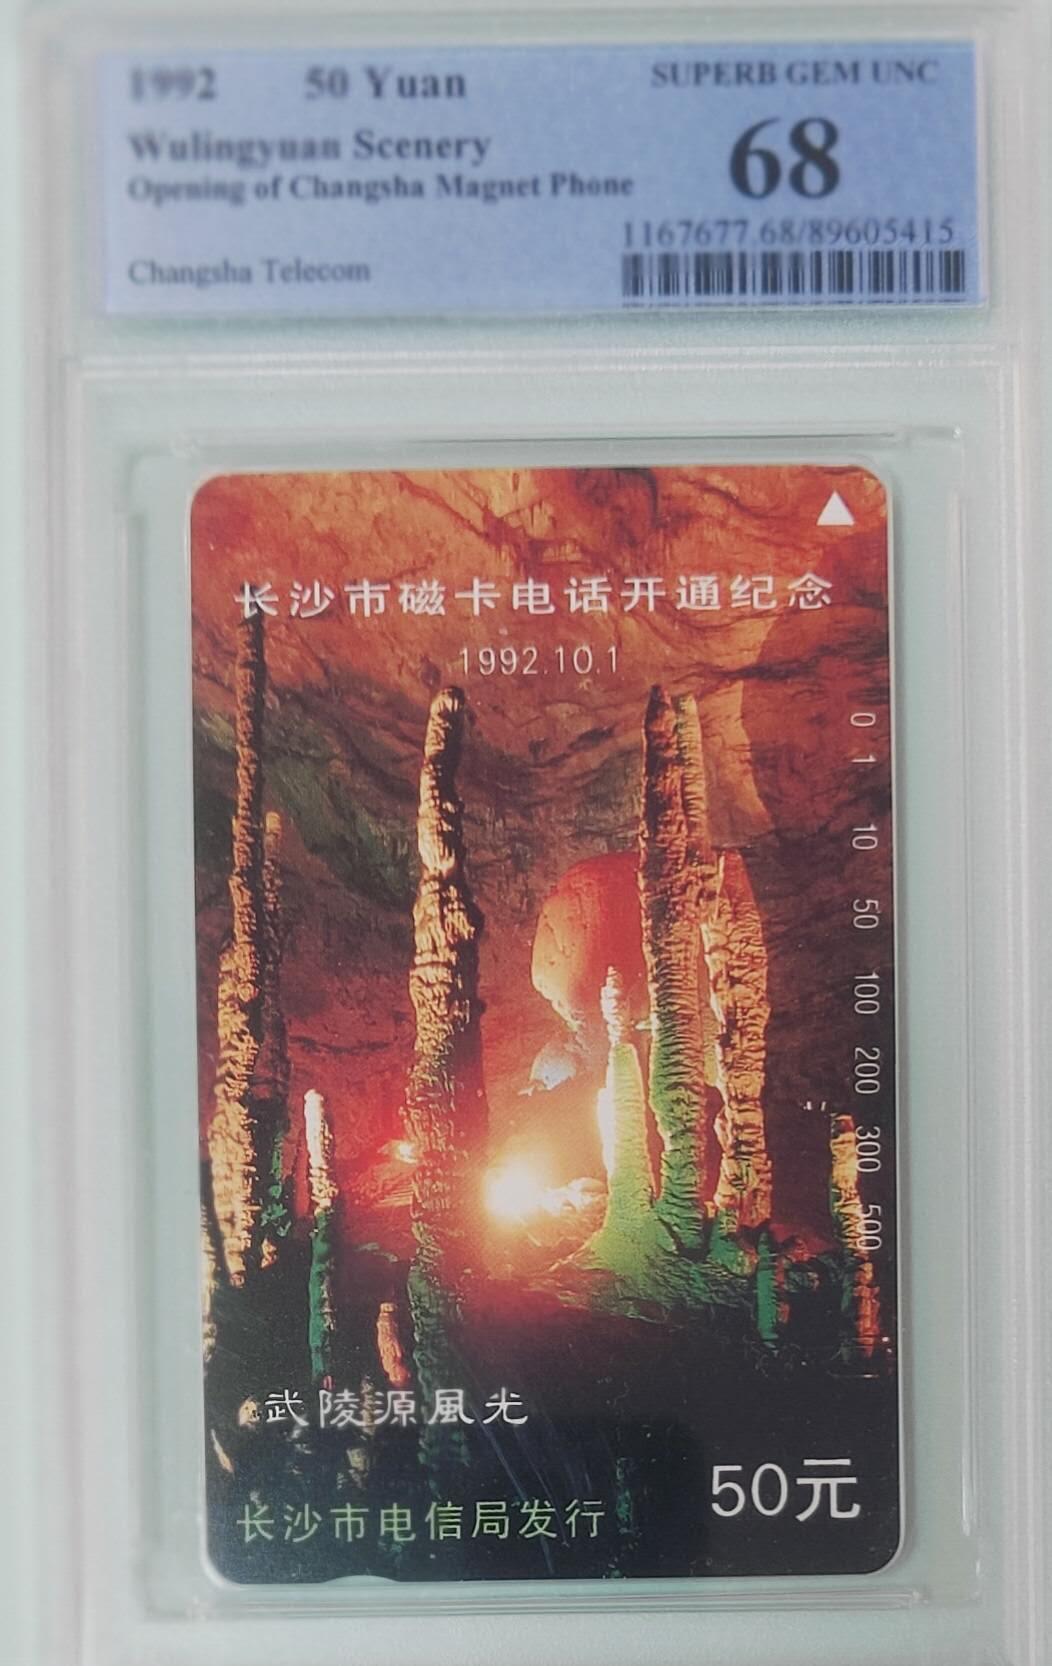 1992 50 Yuan SUPERB GEM UNC
Wulingyuan Scenery 68
Opening of Changsha Magnet Phone
1167677.68/89605415
Changsha Telecom
长沙市磁卡电话开通纪念
1992.10.1
0 1 10 50 100 200 300 500
武陵源風光
50元
长沙市电信局发行